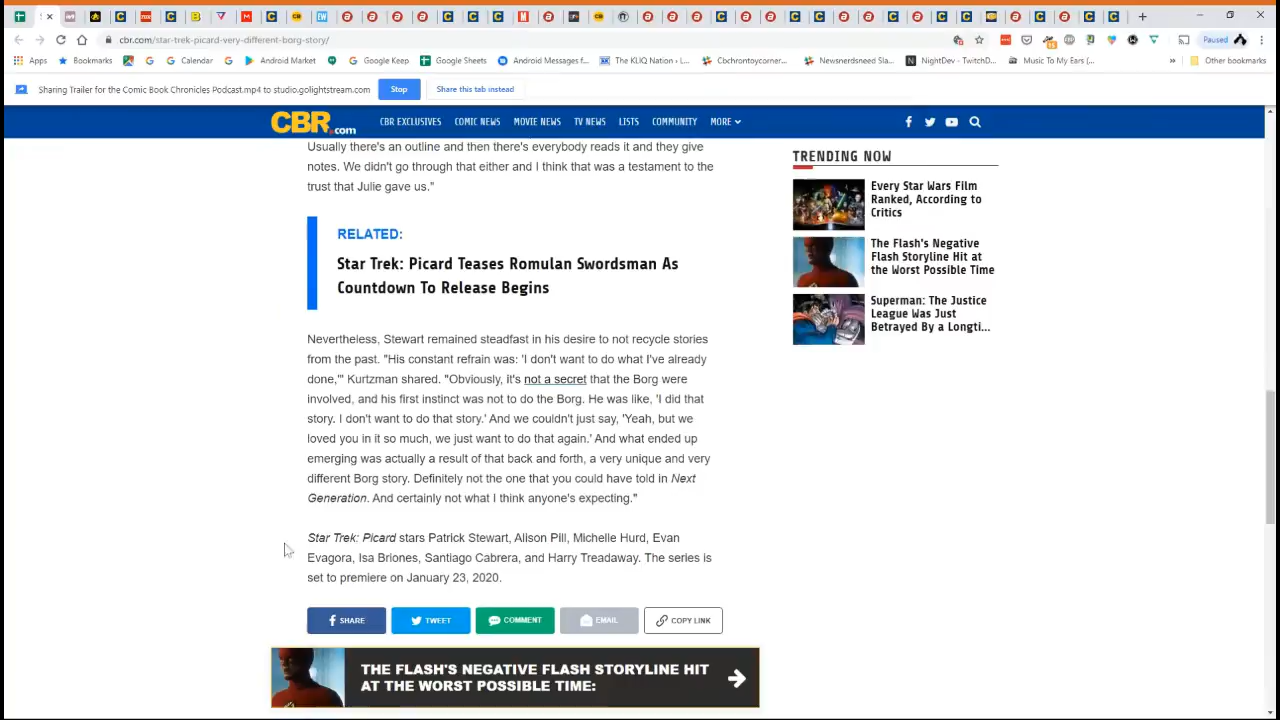 cbr.com/star-trek-picard-very-different-borg-story/
Paused
Apps
Bookmarks
Calendar
Android Market
Google Keep
Google Sheets
Android Messages f...
The KLIQ Nation ‹ L...
Cochrontoycorner...
Newsnerdsneed Sla...
NightDev - TwitchD...
Music To My Ears (...
»
Other bookmarks
Sharing Trailer for the Comic Book Chronicles Podcast.mp4 to studio.golightstream.com
Stop
Share this tab instead
CBR.com
CBR EXCLUSIVES
COMIC NEWS
MOVIE NEWS
TV NEWS
LISTS
COMMUNITY
MORE
Usually there's an outline and then there's everybody reads it and they give
notes. We didn't go through that either and I think that was a testament to the
trust that Julie gave us."
RELATED:
Star Trek: Picard Teases Romulan Swordsman As
Countdown To Release Begins
Nevertheless, Stewart remained steadfast in his desire to not recycle stories
from the past. "His constant refrain was: 'I don't want to do what I've already
done,'" Kurtzman shared. "Obviously, it's not a secret that the Borg were
involved, and his first instinct was not to do the Borg. He was like, 'I did that
story. I don't want to do that story.' And we couldn't just say, 'Yeah, but we
loved you in it so much, we just want to do that again.' And what ended up
emerging was actually a result of that back and forth, a very unique and very
different Borg story. Definitely not the one that you could have told in Next
Generation. And certainly not what I think anyone's expecting."
Star Trek: Picard stars Patrick Stewart, Alison Pill, Michelle Hurd, Evan
Evagora, Isa Briones, Santiago Cabrera, and Harry Treadaway. The series is
set to premiere on January 23, 2020.
SHARE
TWEET
COMMENT
EMAIL
COPY LINK
THE FLASH'S NEGATIVE FLASH STORYLINE HIT
AT THE WORST POSSIBLE TIME:
TRENDING NOW
Every Star Wars Film
Ranked, According to
Critics
The Flash's Negative
Flash Storyline Hit at
the Worst Possible Time
Superman: The Justice
League Was Just
Betrayed By a Longti...